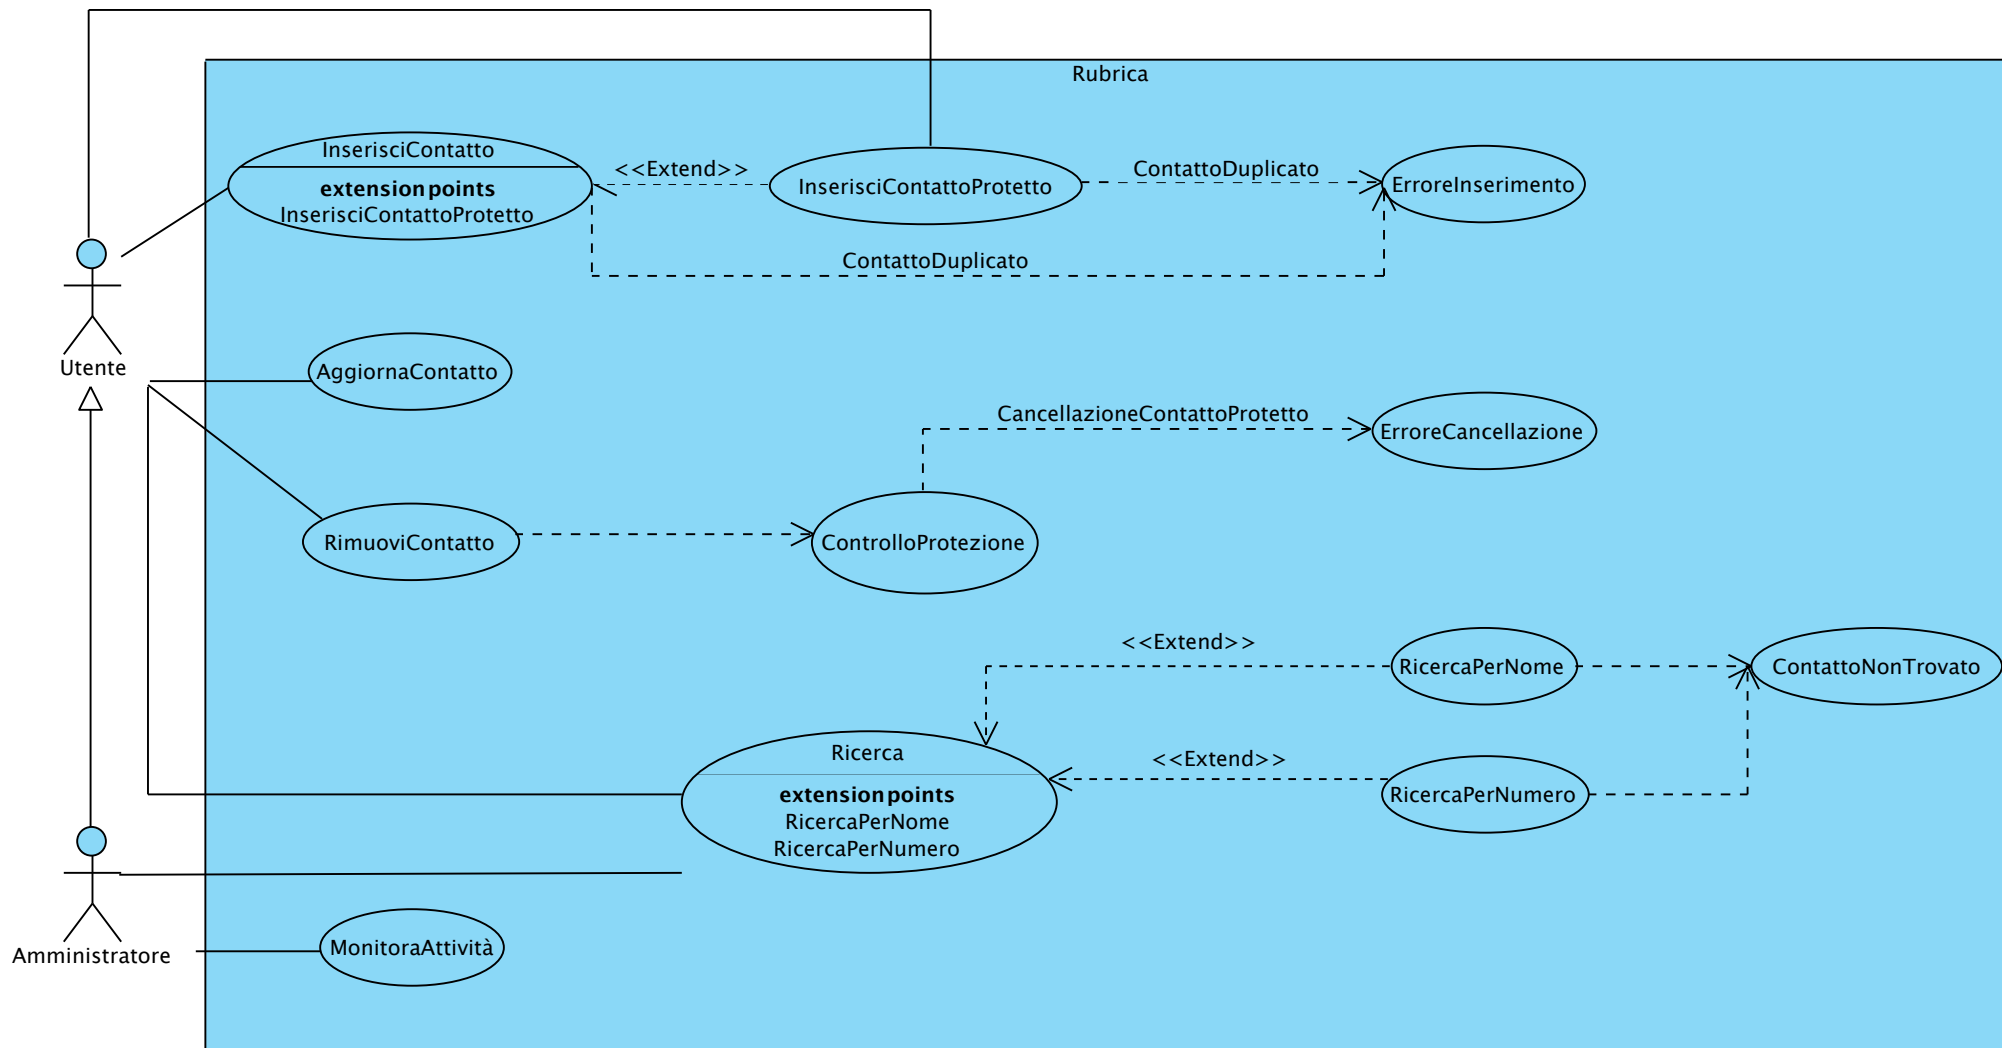 Rubrica
InserisciContatto
extension points
InserisciContattoProtetto
<<Extend>>
InserisciContattoProtetto
ContattoDuplicato
ErroreInserimento
ContattoDuplicato
Utente
AggiornaContatto
CancellazioneContattoProtetto
ErroreCancellazione
RimuoviContatto
ControlloProtezione
<<Extend>>
RicercaPerNome
ContattoNonTrovato
Ricerca
extension points
RicercaPerNome
RicercaPerNumero
<<Extend>>
RicercaPerNumero
Amministratore
MonitoraAttività